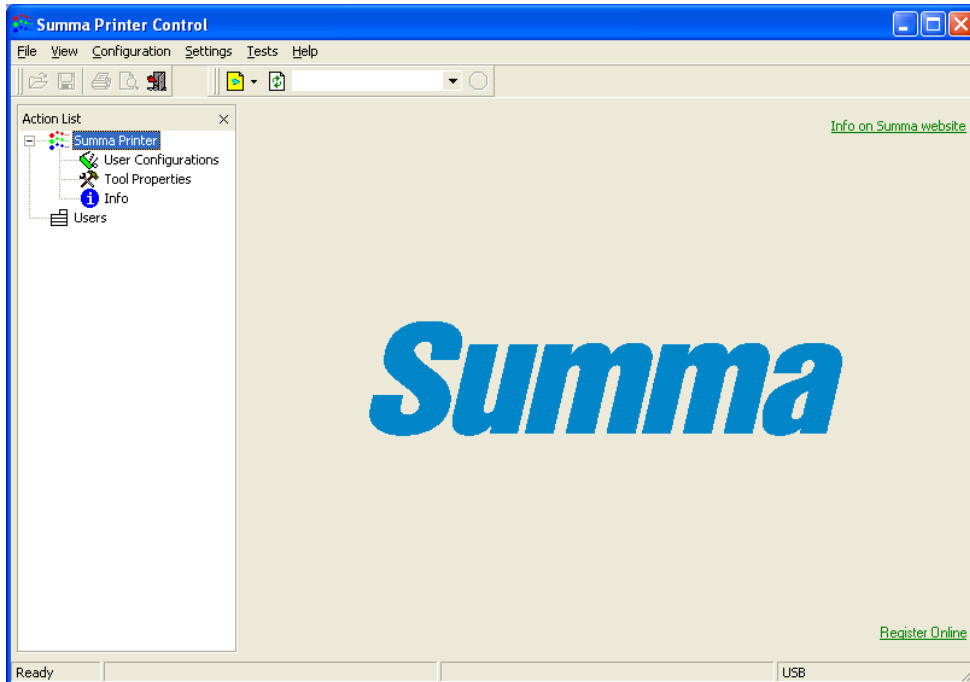 Summa Printer Control
File View Configuration Settings Tests Help
Action List
Info on Summa website
Summa Printer
User Configurations
Tool Properties
Info
Users
Summa
Register Online
Ready USB